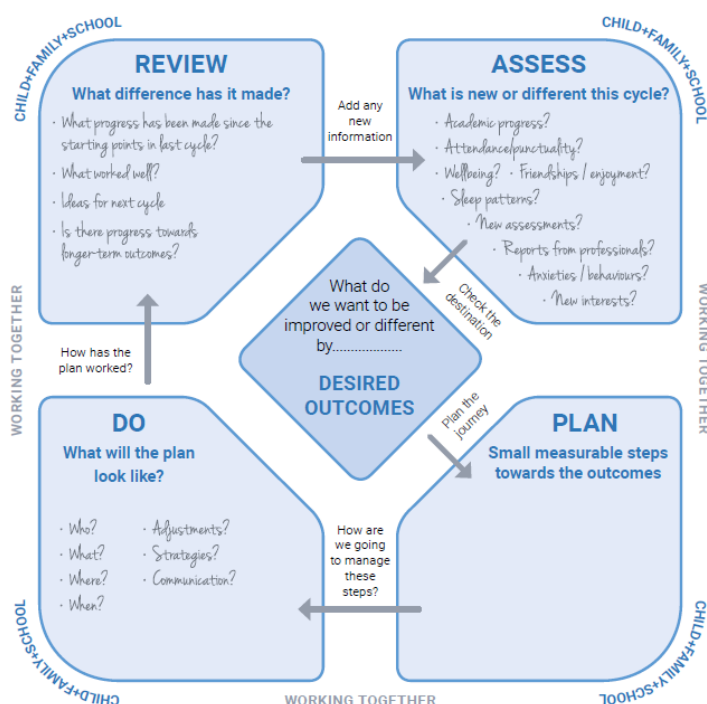 CHILD+FAMILY+SCHOOL
CHILD+FAMILY+SCHOOL
REVIEW
What difference has it made?
· What progress has been made since the
starting points in last cycle?
· What worked well?
· Ideas for next cycle
· Is there progress towards
longer-term outcomes?
Add any
new
information
ASSESS
What is new or different this cycle?
· Academic progress?
· Attendance/punctuality?
· Wellbeing? · Friendships / enjoyment?
· Sleep patterns?
· New assessments?
· Reports from professionals?
· Anxieties / behaviours?
· New interests?
Check the
destination
What do
we want to be
improved or different
by...................
DESIRED
OUTCOMES
WORKING TOGETHER
WORKING TOGETHER
How has the
plan worked?
Plan the
journey
DO
What will the plan
look like?
· Who?
· What?
· Where?
· When?
· Adjustments?
· Strategies?
· Communication?
How are
we going
to manage
these
steps?
PLAN
Small measurable steps
towards the outcomes
CHILD+FAMILY+SCHOOL
CHILD+FAMILY+SCHOOL
WORKING TOGETHER